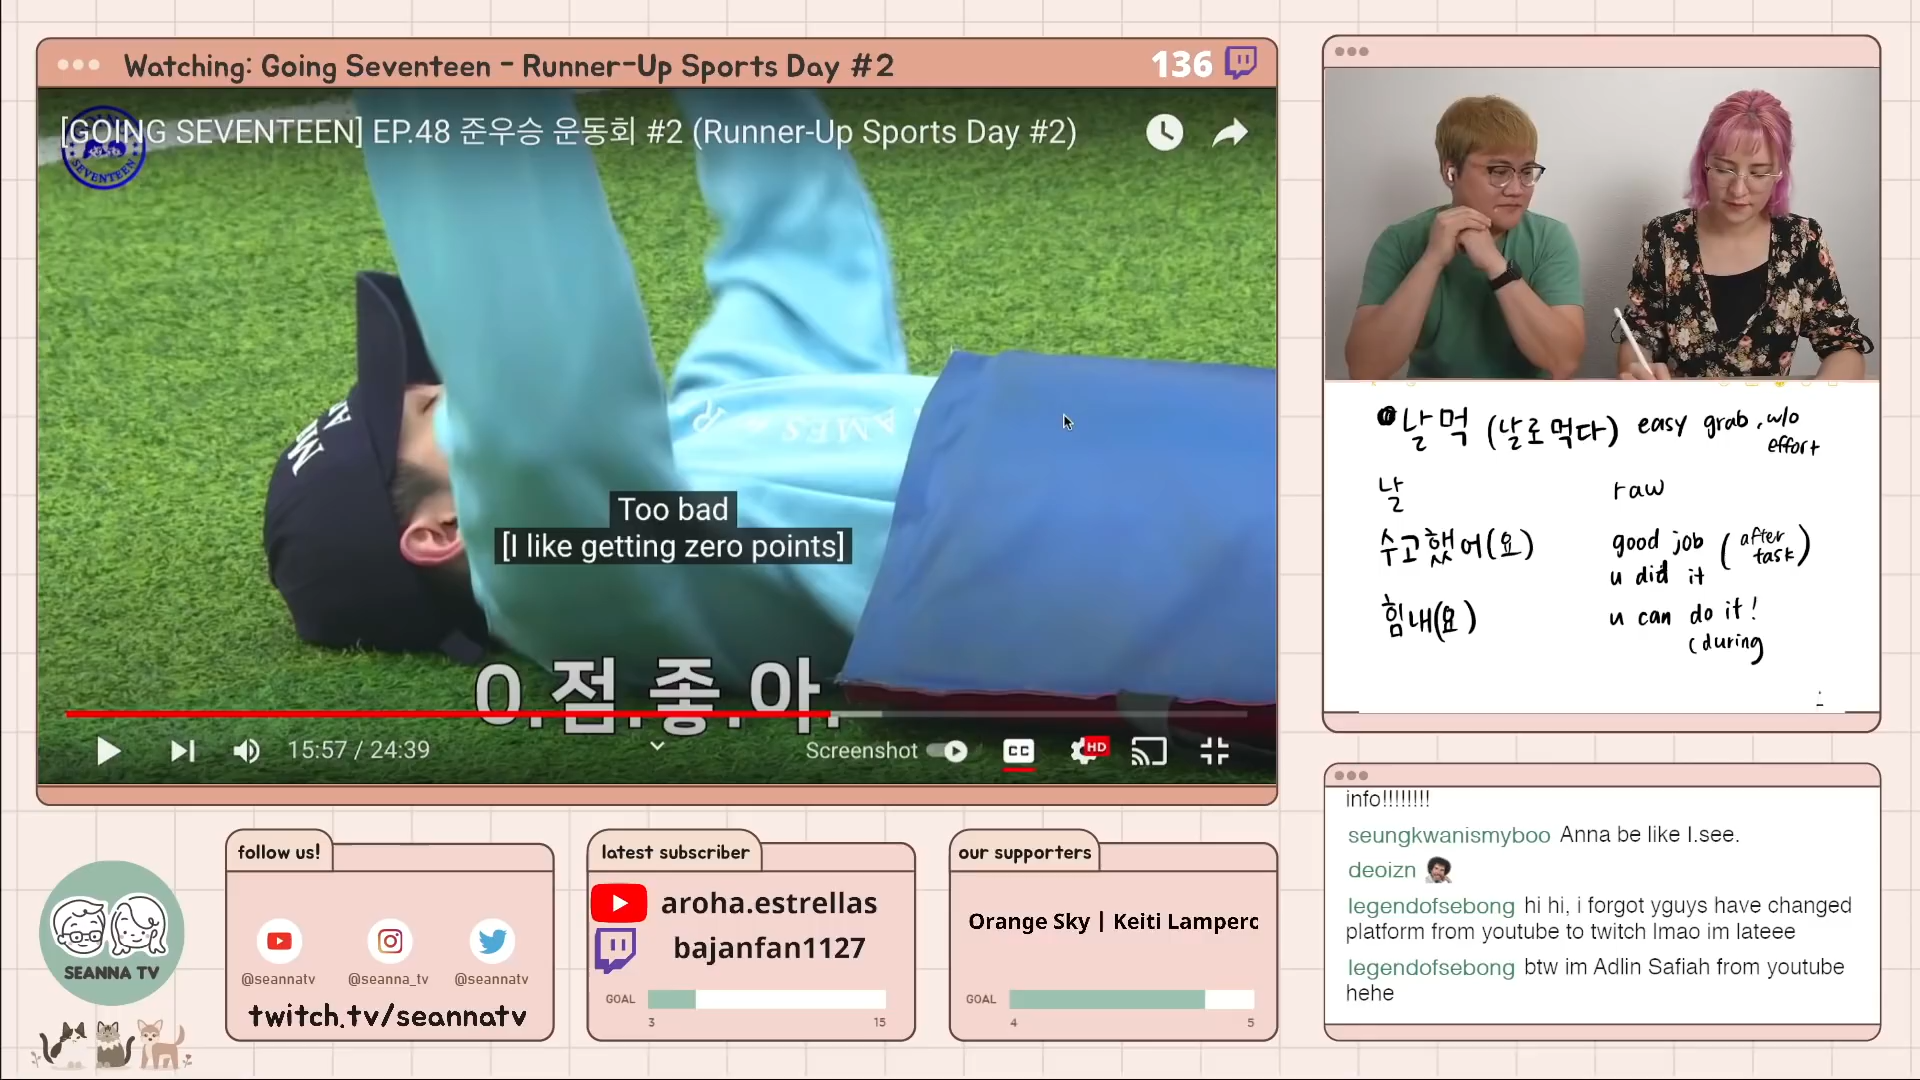 Watching: Going Seventeen - Runner-Up Sports Day #2
136
[GOING SEVENTEEN] EP.48 준우승 운동회 #2 (Runner-Up Sports Day #2)
SEVENTEEN
Too bad
[I like getting zero points]
0.점.좋.아.
15:57 / 24:39
Screenshot
CC
HD
날먹 (날로 먹다) easy grab, w/o effort
날 raw
수고했어(요) good job (after task)
u did it
힘내(요) u can do it!
(during
info!!!!!!!!
seungkwanismyboo Anna be like I.see.
deoizn
legendofsebong hi hi, i forgot yguys have changed
platform from youtube to twitch lmao im lateee
legendofsebong btw im Adlin Safiah from youtube
hehe
SEANNA TV
follow us!
@seannatv
@seanna_tv
@seannatv
twitch.tv/seannatv
latest subscriber
aroha.estrellas
bajanfan1127
GOAL
3
15
our supporters
Orange Sky | Keiti Lamperc
GOAL
4
5